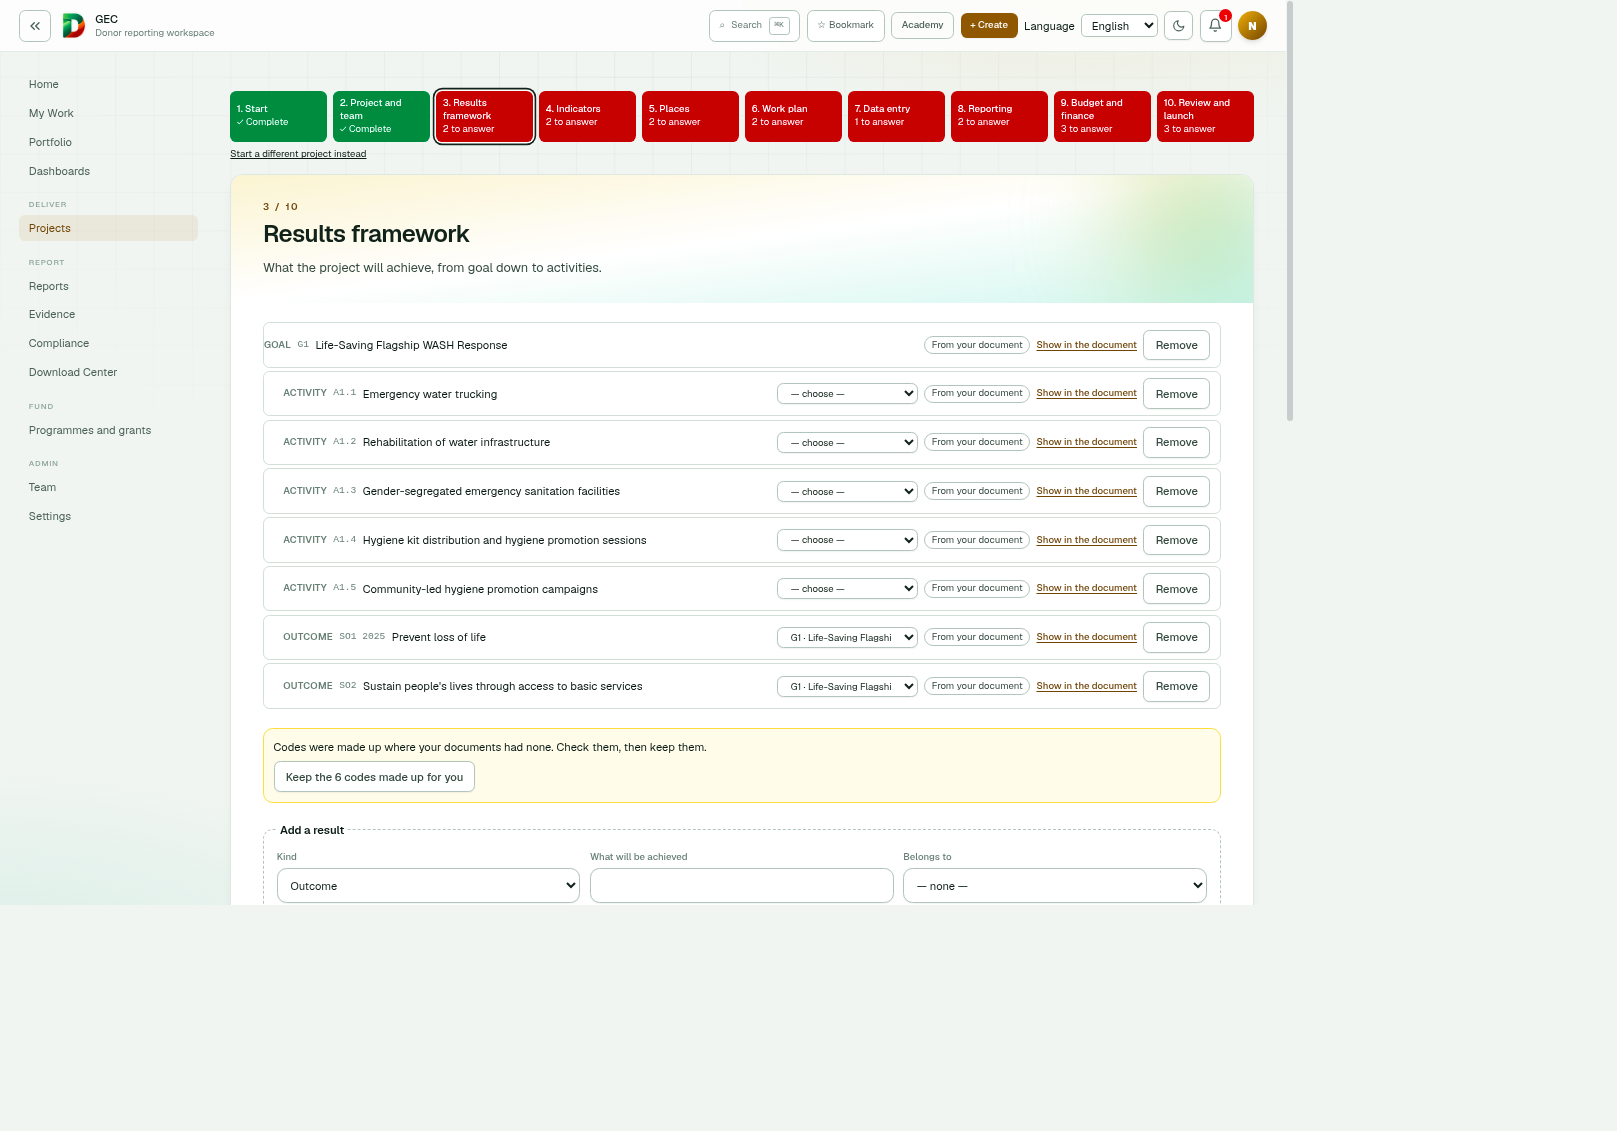 GEC
Donor reporting workspace
Search ⌘K
☆ Bookmark
Academy
+ Create
Language
English
1
N
Home
My Work
Portfolio
Dashboards
DELIVER
Projects
REPORT
Reports
Evidence
Compliance
Download Center
FUND
Programmes and grants
ADMIN
Team
Settings
1. Start
✓ Complete
2. Project and team
✓ Complete
3. Results framework
2 to answer
4. Indicators
2 to answer
5. Places
2 to answer
6. Work plan
2 to answer
7. Data entry
1 to answer
8. Reporting
2 to answer
9. Budget and finance
3 to answer
10. Review and launch
3 to answer
Start a different project instead
3 / 10
Results framework
What the project will achieve, from goal down to activities.
GOAL G1 Life-Saving Flagship WASH Response From your document Show in the document Remove
ACTIVITY A1.1 Emergency water trucking — choose — From your document Show in the document Remove
ACTIVITY A1.2 Rehabilitation of water infrastructure — choose — From your document Show in the document Remove
ACTIVITY A1.3 Gender-segregated emergency sanitation facilities — choose — From your document Show in the document Remove
ACTIVITY A1.4 Hygiene kit distribution and hygiene promotion sessions — choose — From your document Show in the document Remove
ACTIVITY A1.5 Community-led hygiene promotion campaigns — choose — From your document Show in the document Remove
OUTCOME SO1 2025 Prevent loss of life G1 · Life-Saving Flagshi From your document Show in the document Remove
OUTCOME SO2 Sustain people's lives through access to basic services G1 · Life-Saving Flagshi From your document Show in the document Remove
Codes were made up where your documents had none. Check them, then keep them.
Keep the 6 codes made up for you
Add a result
Kind
What will be achieved
Belongs to
Outcome
— none —